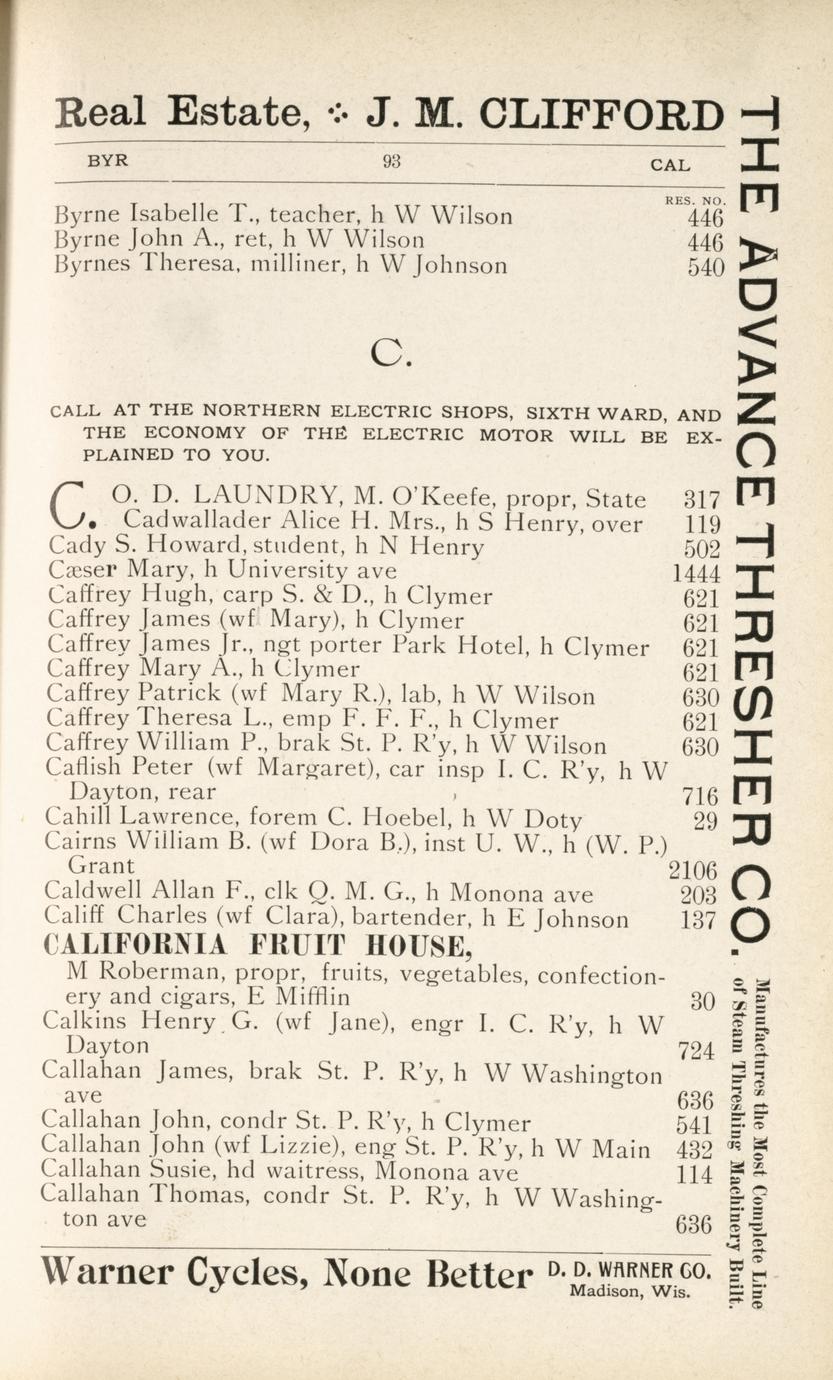 Real Estate, J. M. CLIFFORD
BYR 93 CAL
RES. NO.
Byrne Isabelle T., teacher, h W Wilson 446
Byrne John A., ret, h W Wilson 446
Byrnes Theresa, milliner, h W Johnson 540
C.
CALL AT THE NORTHERN ELECTRIC SHOPS, SIXTH WARD, AND
THE ECONOMY OF THE ELECTRIC MOTOR WILL BE EX-
PLAINED TO YOU.
C. O. D. LAUNDRY, M. O'Keefe, propr, State 317
Cadwallader Alice H. Mrs., h S Henry, over 119
Cady S. Howard, student, h N Henry 502
Cæser Mary, h University ave 1444
Caffrey Hugh, carp S. & D., h Clymer 621
Caffrey James (wf Mary), h Clymer 621
Caffrey James Jr., ngt porter Park Hotel, h Clymer 621
Caffrey Mary A., h Clymer 621
Caffrey Patrick (wf Mary R.), lab, h W Wilson 630
Caffrey Theresa L., emp F. F. F., h Clymer 621
Caffrey William P., brak St. P. R'y, h W Wilson 630
Caflish Peter (wf Margaret), car insp I. C. R'y, h W
Dayton, rear 716
Cahill Lawrence, forem C. Hoebel, h W Doty 29
Cairns William B. (wf Dora B.), inst U. W., h (W. P.)
Grant 2106
Caldwell Allan F., clk Q. M. G., h Monona ave 203
Califf Charles (wf Clara), bartender, h E Johnson 137
CALIFORNIA FRUIT HOUSE,
M Roberman, propr, fruits, vegetables, confection-
ery and cigars, E Mifflin 30
Calkins Henry G. (wf Jane), engr I. C. R'y, h W
Dayton 724
Callahan James, brak St. P. R'y, h W Washington
ave 636
Callahan John, condr St. P. R'y, h Clymer 541
Callahan John (wf Lizzie), eng St. P. R'y, h W Main 432
Callahan Susie, hd waitress, Monona ave 114
Callahan Thomas, condr St. P. R'y, h W Washing-
ton ave 636
Warner Cycles, None Better D. D. WARNER CO.
Madison, Wis.
THE ADVANCE THRESHER CO.
Manufactures the Most Complete Line
of Steam Threshing Machinery Built.